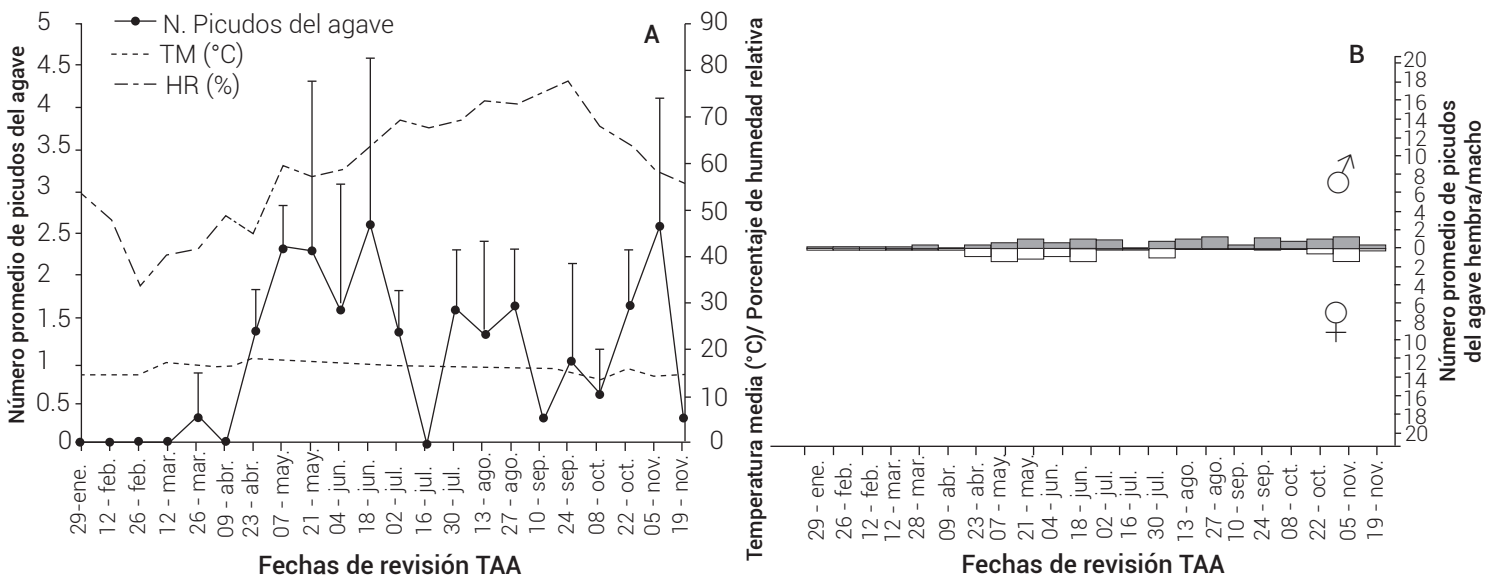 N. Picudos del agave
TM (°C)
HR (%)
A
Número promedio de picudos del agave
5
4.5
4
3.5
3
2.5
2
1.5
1
0.5
0
90
80
70
60
50
40
30
20
10
0
Temperatura media (°C)/ Porcentaje de humedad relativa
29-ene.
12 - feb.
26 - feb.
12 - mar.
26 - mar.
09 - abr.
23 - abr.
07 - may.
21 - may.
04 - jun.
18 - jun.
02 - jul.
16 - jul.
30 - jul.
13 - ago.
27 - ago.
10 - sep.
24 - sep.
08 - oct.
22 - oct.
05 - nov.
19 - nov.
Fechas de revisión TAA
B
20
18
16
14
12
10
8
6
4
2
0
2
4
6
8
10
12
14
16
18
20
Número promedio de picudos
del agave hembra/macho
29 - ene.
26 - feb.
12 - feb.
12 - mar.
28 - mar.
09 - abr.
23 - abr.
07 - may.
21 - may.
04 - jun.
18 - jun.
02 - jul.
16 - jul.
30 - jul.
13 - ago.
27 - ago.
10 - sep.
24 - sep.
08 - oct.
22 - oct.
05 - nov.
19 - nov.
Fechas de revisión TAA